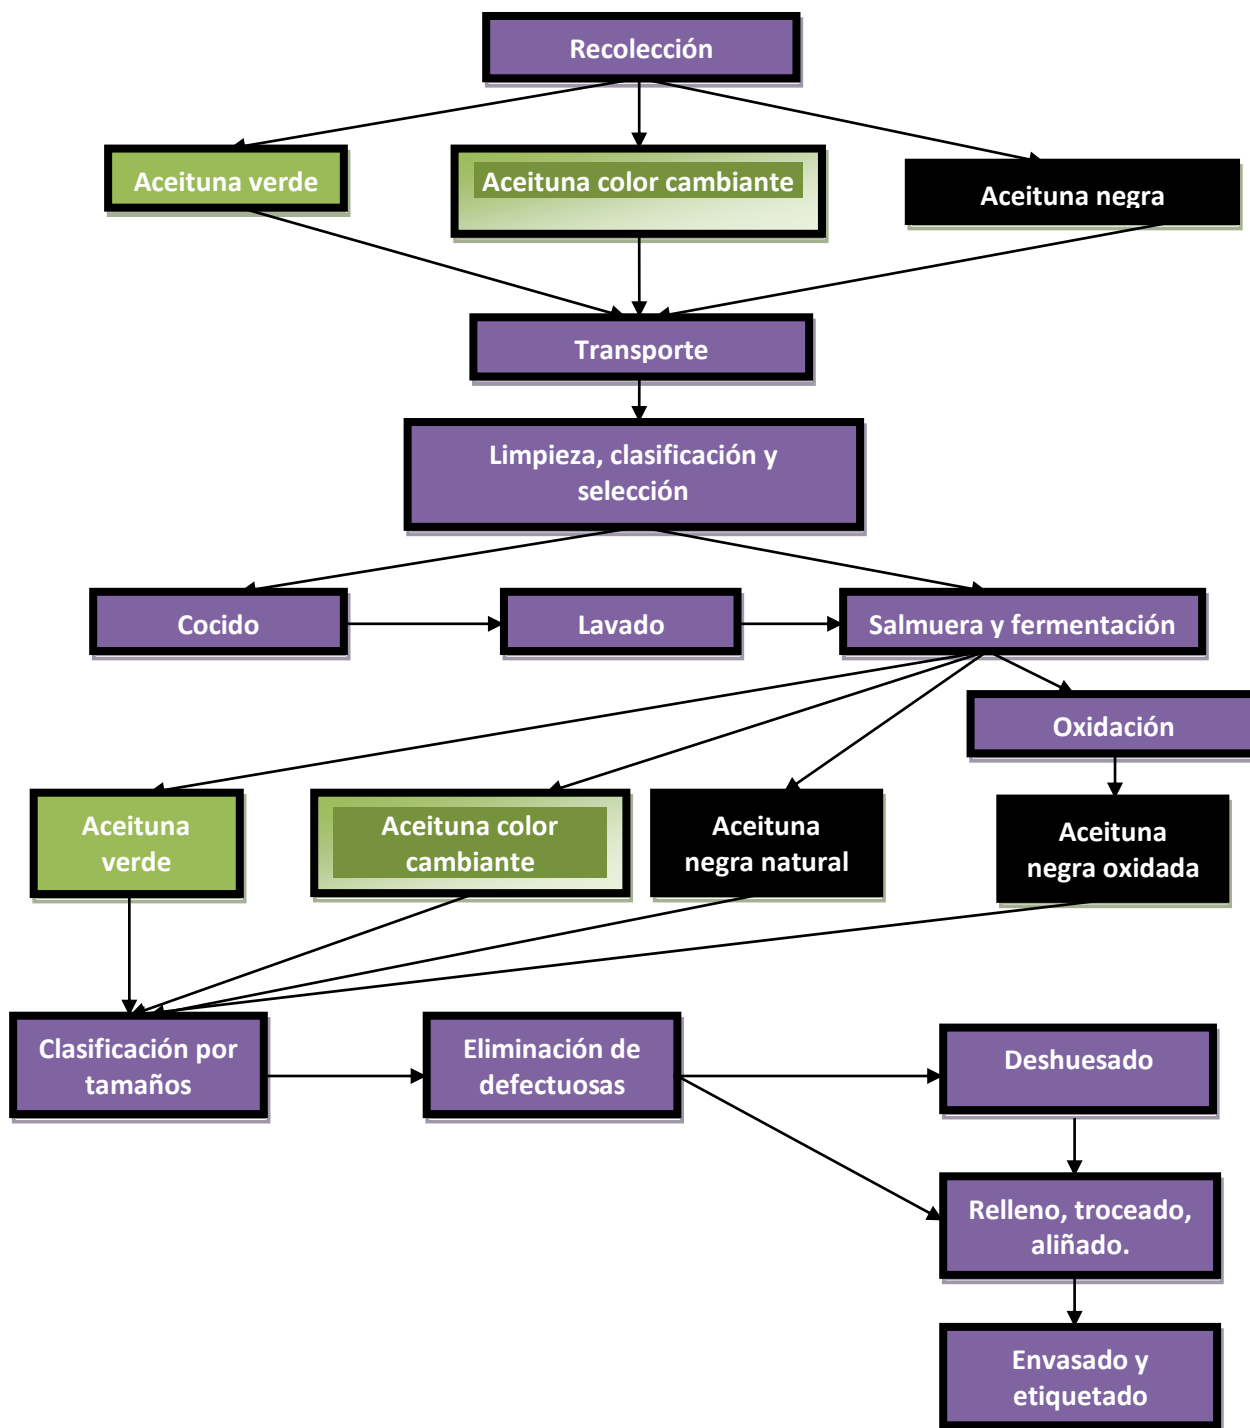 Recolección
Aceituna verde
Aceituna color cambiante
Aceituna negra
Transporte
Limpieza, clasificación y
selección
Cocido
Lavado
Salmuera y fermentación
Oxidación
Aceituna
verde
Aceituna color
cambiante
Aceituna
negra natural
Aceituna
negra oxidada
Clasificación por
tamaños
Eliminación de
defectuosas
Deshuesado
Relleno, troceado,
aliñado.
Envasado y
etiquetado